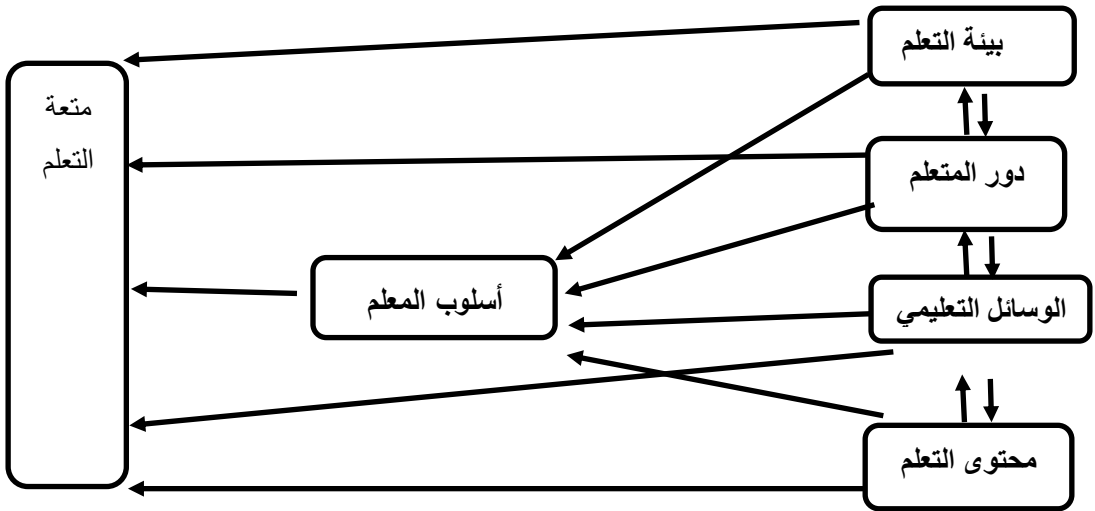 بيئة التعلم
متعة
التعلم
دور المتعلم
أسلوب المعلم
الوسائل التعليمي
محتوى التعلم